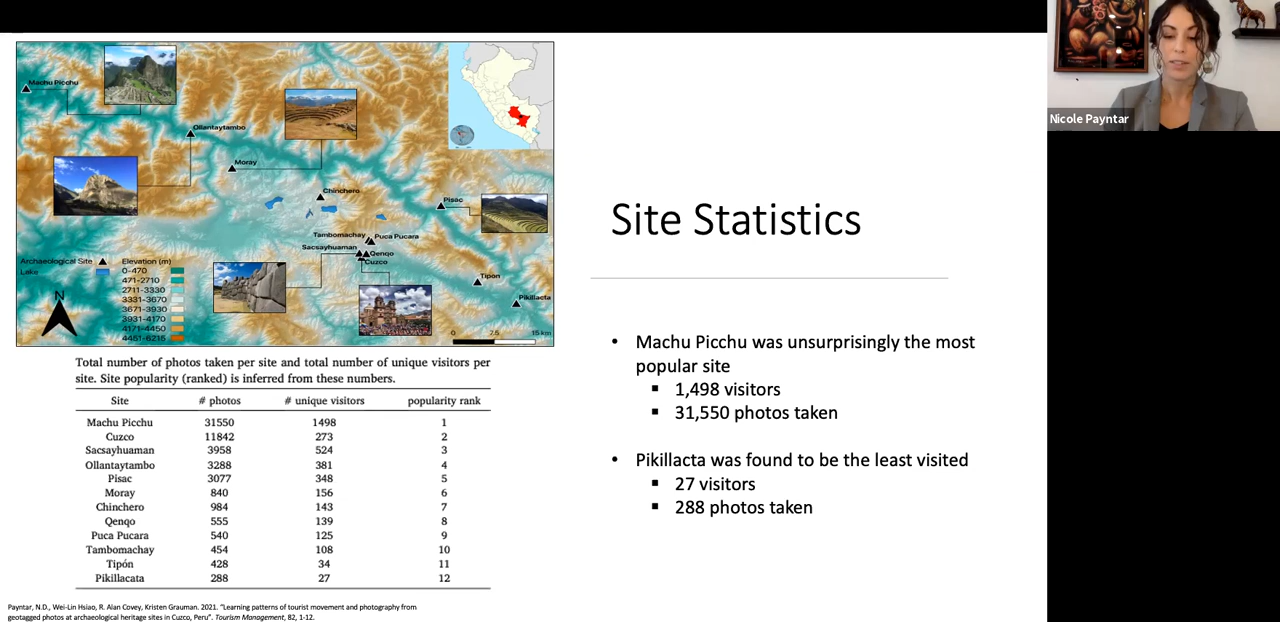 Machu Picchu
Ollantaytambo
Moray
Chinchero
Pisac
Tambomachay
Puca Pucara
Sacsayhuaman
Qenqo
Cuzco
Tipon
Pikillacta
Archaeological Site
Lake
Elevation (m)
0-470
471-2710
2711-3330
3331-3670
3671-3930
3931-4170
4171-4450
4451-6215
N
0 7.5 15 km
Total number of photos taken per site and total number of unique visitors per
site. Site popularity (ranked) is inferred from these numbers.
Site # photos # unique visitors popularity rank
Machu Picchu 31550 1498 1
Cuzco 11842 273 2
Sacsayhuaman 3958 524 3
Ollantaytambo 3288 381 4
Pisac 3077 348 5
Moray 840 156 6
Chinchero 984 143 7
Qenqo 555 139 8
Puca Pucara 540 125 9
Tambomachay 454 108 10
Tipón 428 34 11
Pikillacata 288 27 12
Payntar, N.D., Wei-Lin Hsiao, R. Alan Covey, Kristen Grauman. 2021. "Learning patterns of tourist movement and photography from
geotagged photos at archaeological heritage sites in Cuzco, Peru". Tourism Management, 82, 1-12.
Site Statistics
• Machu Picchu was unsurprisingly the most
popular site
▪ 1,498 visitors
▪ 31,550 photos taken
• Pikillacta was found to be the least visited
▪ 27 visitors
▪ 288 photos taken
Nicole Payntar